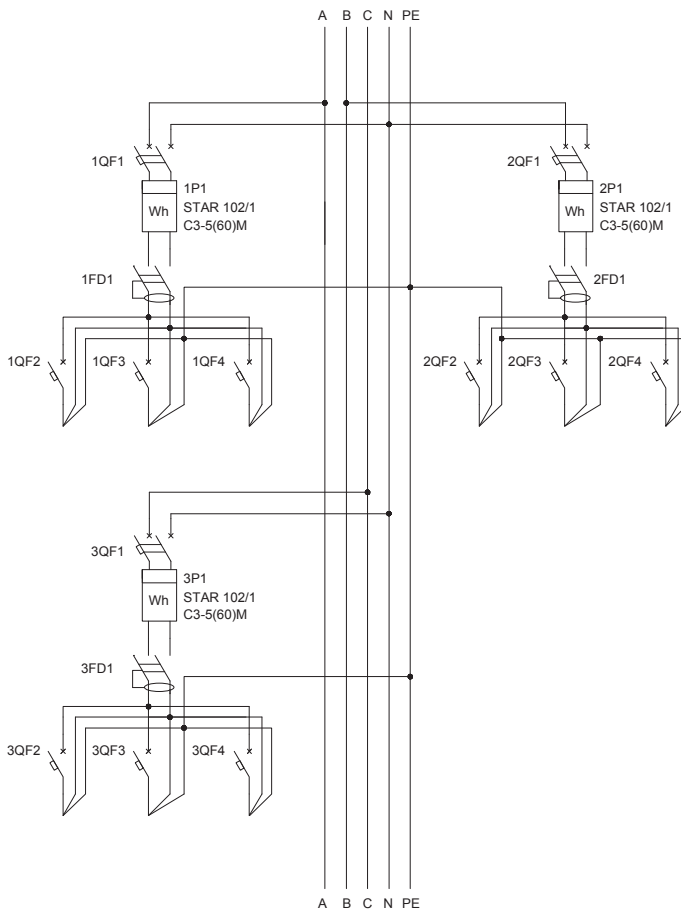 A B C N PE
1QF1
1P1
Wh
STAR 102/1
C3-5(60)M
2QF1
2P1
Wh
STAR 102/1
C3-5(60)M
1FD1
2FD1
1QF2
1QF3
1QF4
2QF2
2QF3
2QF4
3QF1
3P1
Wh
STAR 102/1
C3-5(60)M
3FD1
3QF2
3QF3
3QF4
A B C N PE